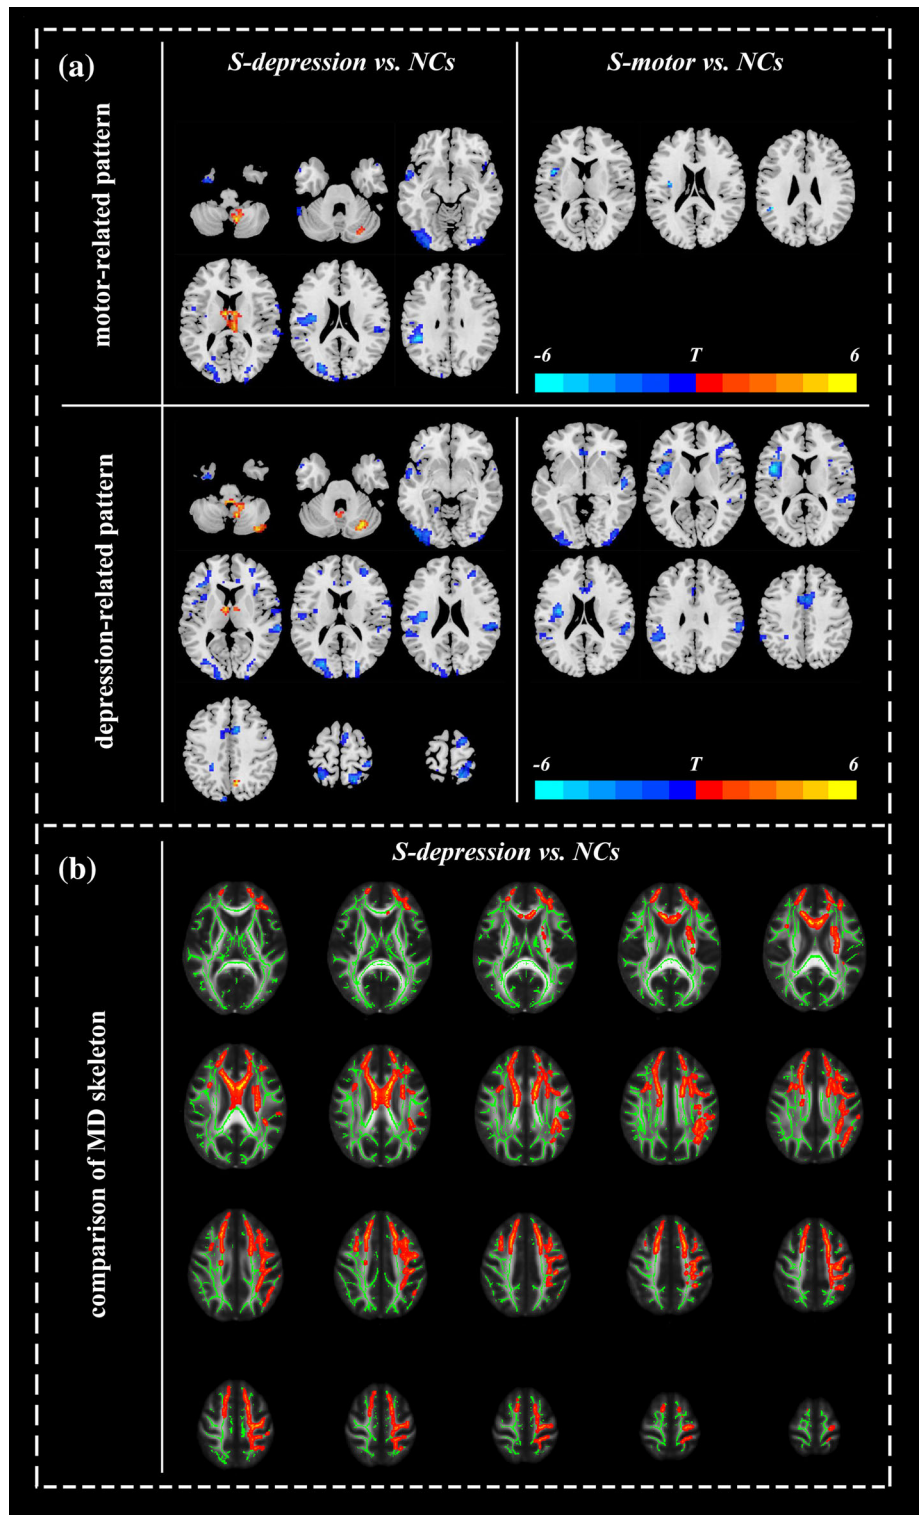 (a)
S-depression vs. NCs
S-motor vs. NCs
motor-related pattern
-6 T 6
depression-related pattern
-6 T 6
(b)
S-depression vs. NCs
comparison of MD skeleton